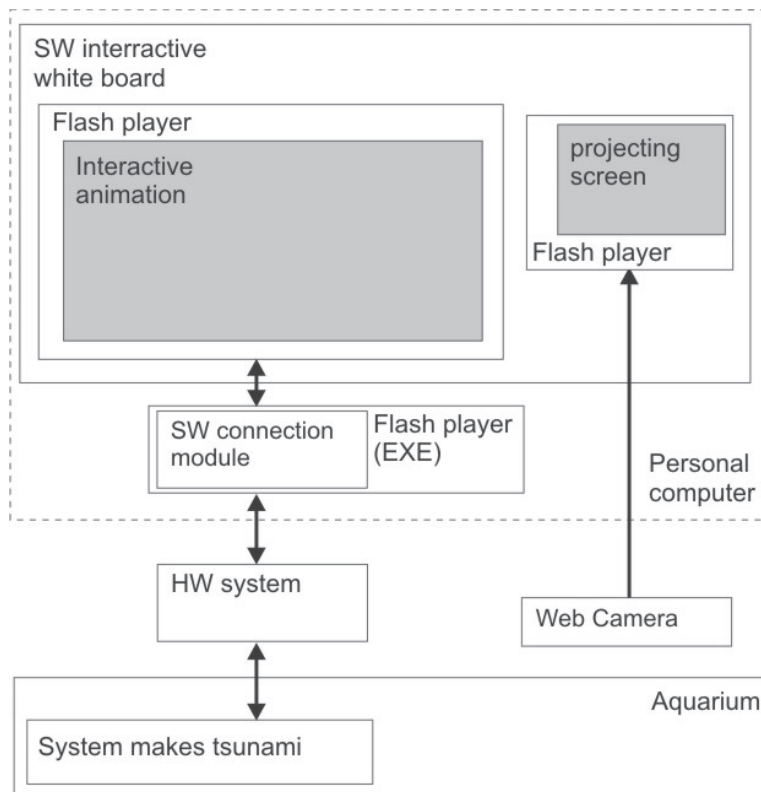 SW interractive
white board
Flash player
Interactive
animation
projecting
screen
Flash player
SW connection
module
Flash player
(EXE)
Personal
computer
HW system
Web Camera
Aquarium
System makes tsunami